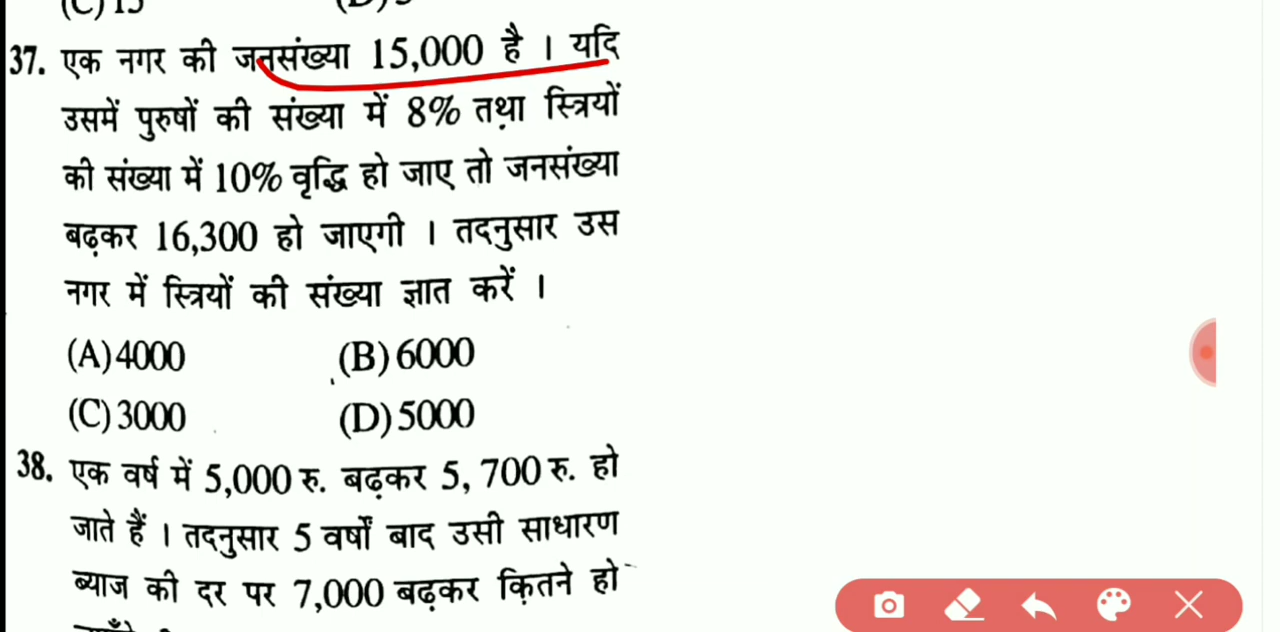 37. एक नगर की जनसंख्या 15,000 है । यदि
उसमें पुरुषों की संख्या में 8% तथा स्त्रियों
की संख्या में 10% वृद्धि हो जाए तो जनसंख्या
बढ़कर 16,300 हो जाएगी । तदनुसार उस
नगर में स्त्रियों की संख्या ज्ञात करें ।
(A) 4000 (B) 6000
(C) 3000 (D) 5000
38. एक वर्ष में 5,000 रु. बढ़कर 5, 700 रु. हो
जाते हैं । तदनुसार 5 वर्षों बाद उसी साधारण
ब्याज की दर पर 7,000 बढ़कर कितने हो